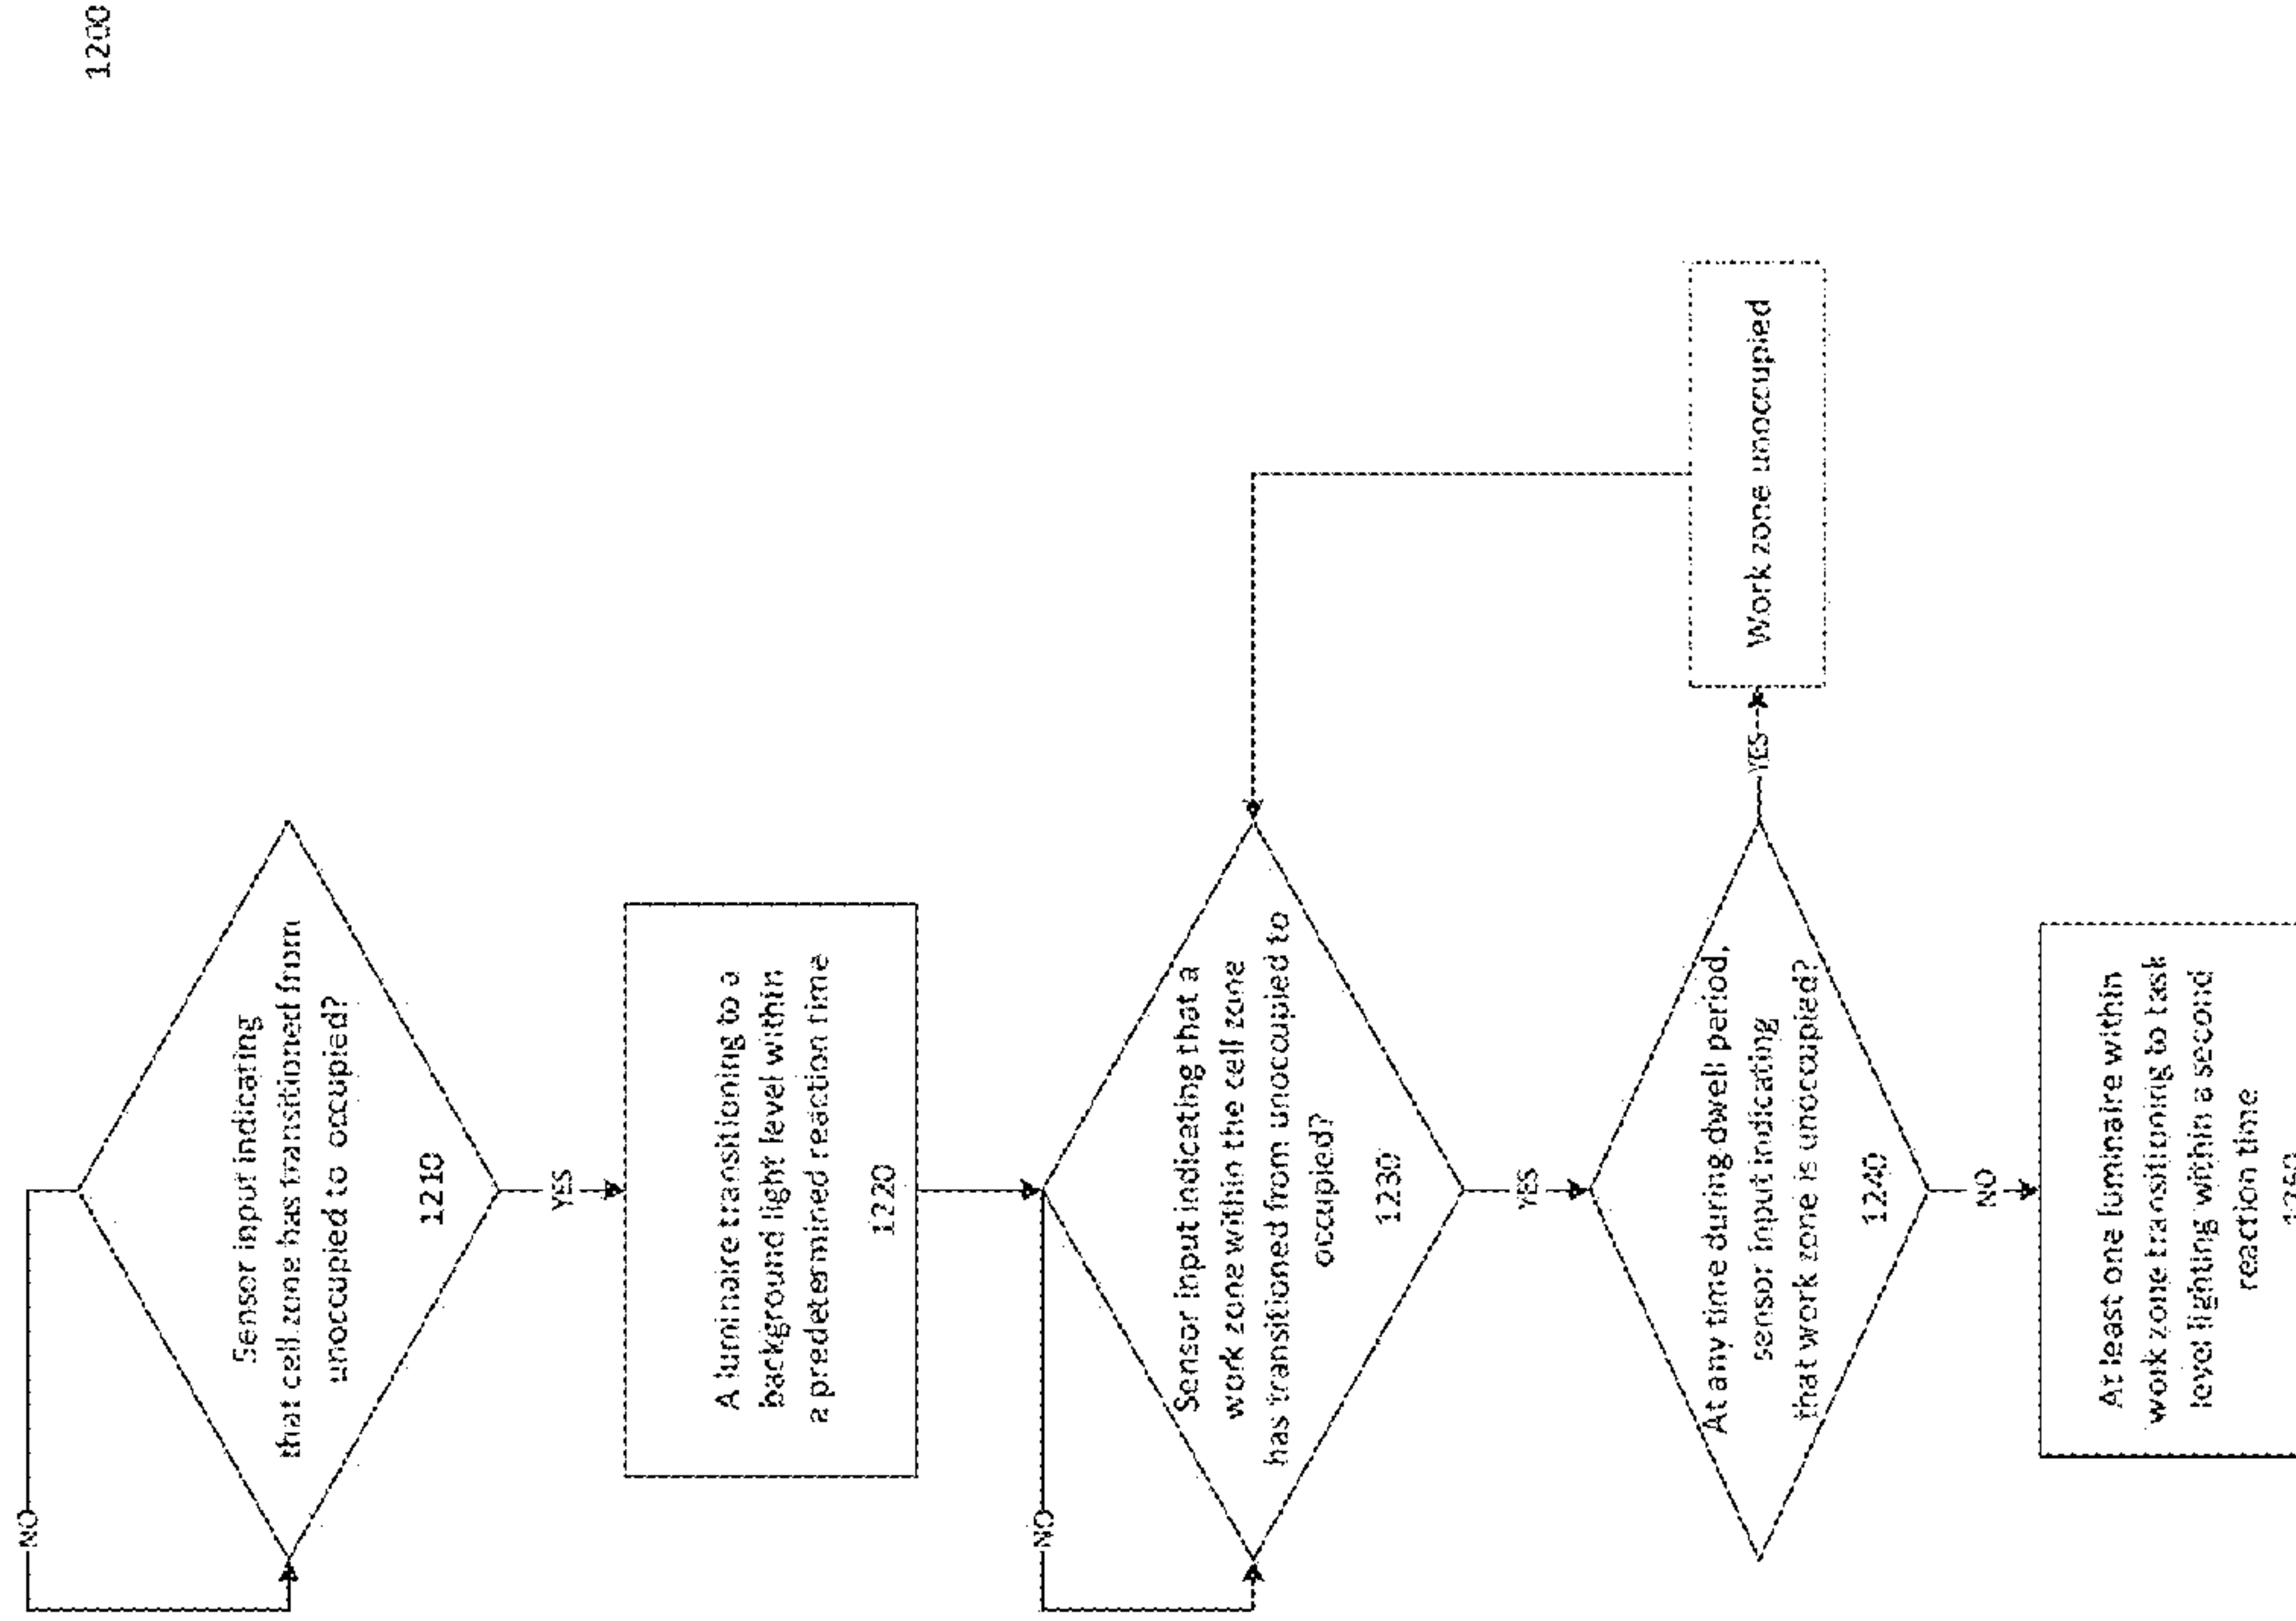 1200
NO
Sensor input indicating
that cell zone has transitioned from
unoccupied to occupied?
1210
YES
A luminaire transitioning to a
background light level within
a predetermined reaction time
1220
NO
Sensor input indicating that a
work zone within the cell zone
has transitioned from unoccupied to
occupied?
1230
YES
At any time during dwell period,
sensor input indicating
that work zone is unoccupied?
1240
YES
Work zone unoccupied
NO
At least one luminaire within
work zone transitioning to task
level lighting within a second
reaction time